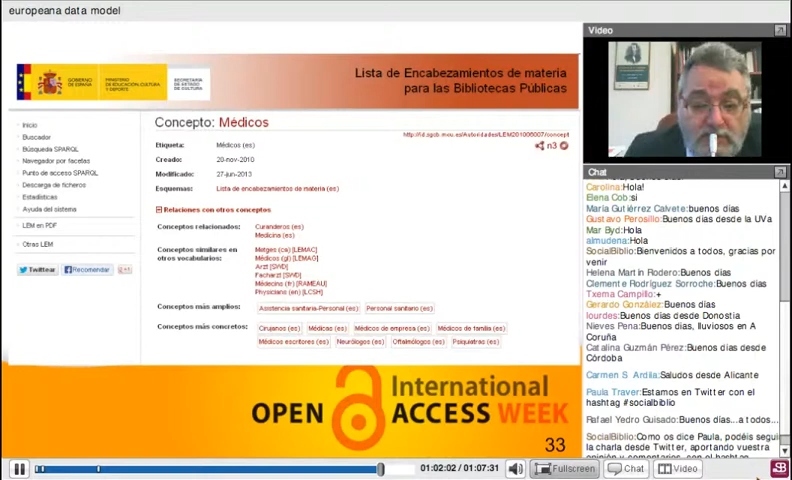 europeana data model
GOBIERNO
DE ESPAÑA
MINISTERIO
DE EDUCACIÓN, CULTURA
Y DEPORTE
SECRETARÍA
DE ESTADO
DE CULTURA
Lista de Encabezamientos de materia
para las Bibliotecas Públicas
Inicio
Buscador
Búsqueda SPARQL
Navegador por facetas
Punto de acceso SPARQL
Descarga de ficheros
Estadísticas
Ayuda del sistema
LEM en PDF
Otras LEM
Twittear
Recomendar
+1
Concepto: Médicos
n3
Etiqueta: Médicos (es)
Creado: 20-nov-2010
Modificado: 27-jun-2013
Esquemas: Lista de encabezamientos de materia (es)
Relaciones con otros conceptos
Conceptos relacionados: Curanderos (es)
Medicina (es)
Conceptos similares en
otros vocabularios:
Metges (ca) [LEMAC]
Médicos (gl) [LEMAG]
Arzt [SWD]
Facharzt [SWD]
Médecins (fr) [RAMEAU]
Physicians (en) [LCSH]
Conceptos más amplios: Asistencia sanitaria-Personal (es) Personal sanitario (es)
Conceptos más concretos: Cirujanos (es) Médicas (es) Médicos de empresa (es) Médicos de familia (es)
Médicos escritores (es) Neurólogos (es) Oftalmólogos (es) Psiquiatras (es)
International
OPEN ACCESS WEEK
33
Video
Chat
Carolina:Hola!
Elena Cob:si
María Gutiérrez Calvete:buenos
días
Gustavo Perosillo:Buenos días desde la UVa
Mar Byd:Hola
almudena:Hola
SocialBiblio:Bienvenidos a todos, gracias por
venir
Helena Martín Rodero:Buenos días
Clemente Rodríguez Sorroche:Buenos días
Txema Campillo:+
Gerardo González:Buenos días
lourdes:Buenos días desde Donostia
Nieves Pena:Buenos días, lluviosos en A
Coruña
Catalina Guzmán Pérez:Buenos días desde
Córdoba
Carmen S. Ardila:Saludos desde Alicante
Paula Traver:Estamos en Twitter con el
hashtag #socialbiblio
Rafael Yedro Guisado:Buenos días...a todos...
SocialBiblio:Como os dice Paula, podéis segui
la charla desde Twitter, aportando vuestra
01:02:02 / 01:07:31
Fullscreen
Chat
Video
SB